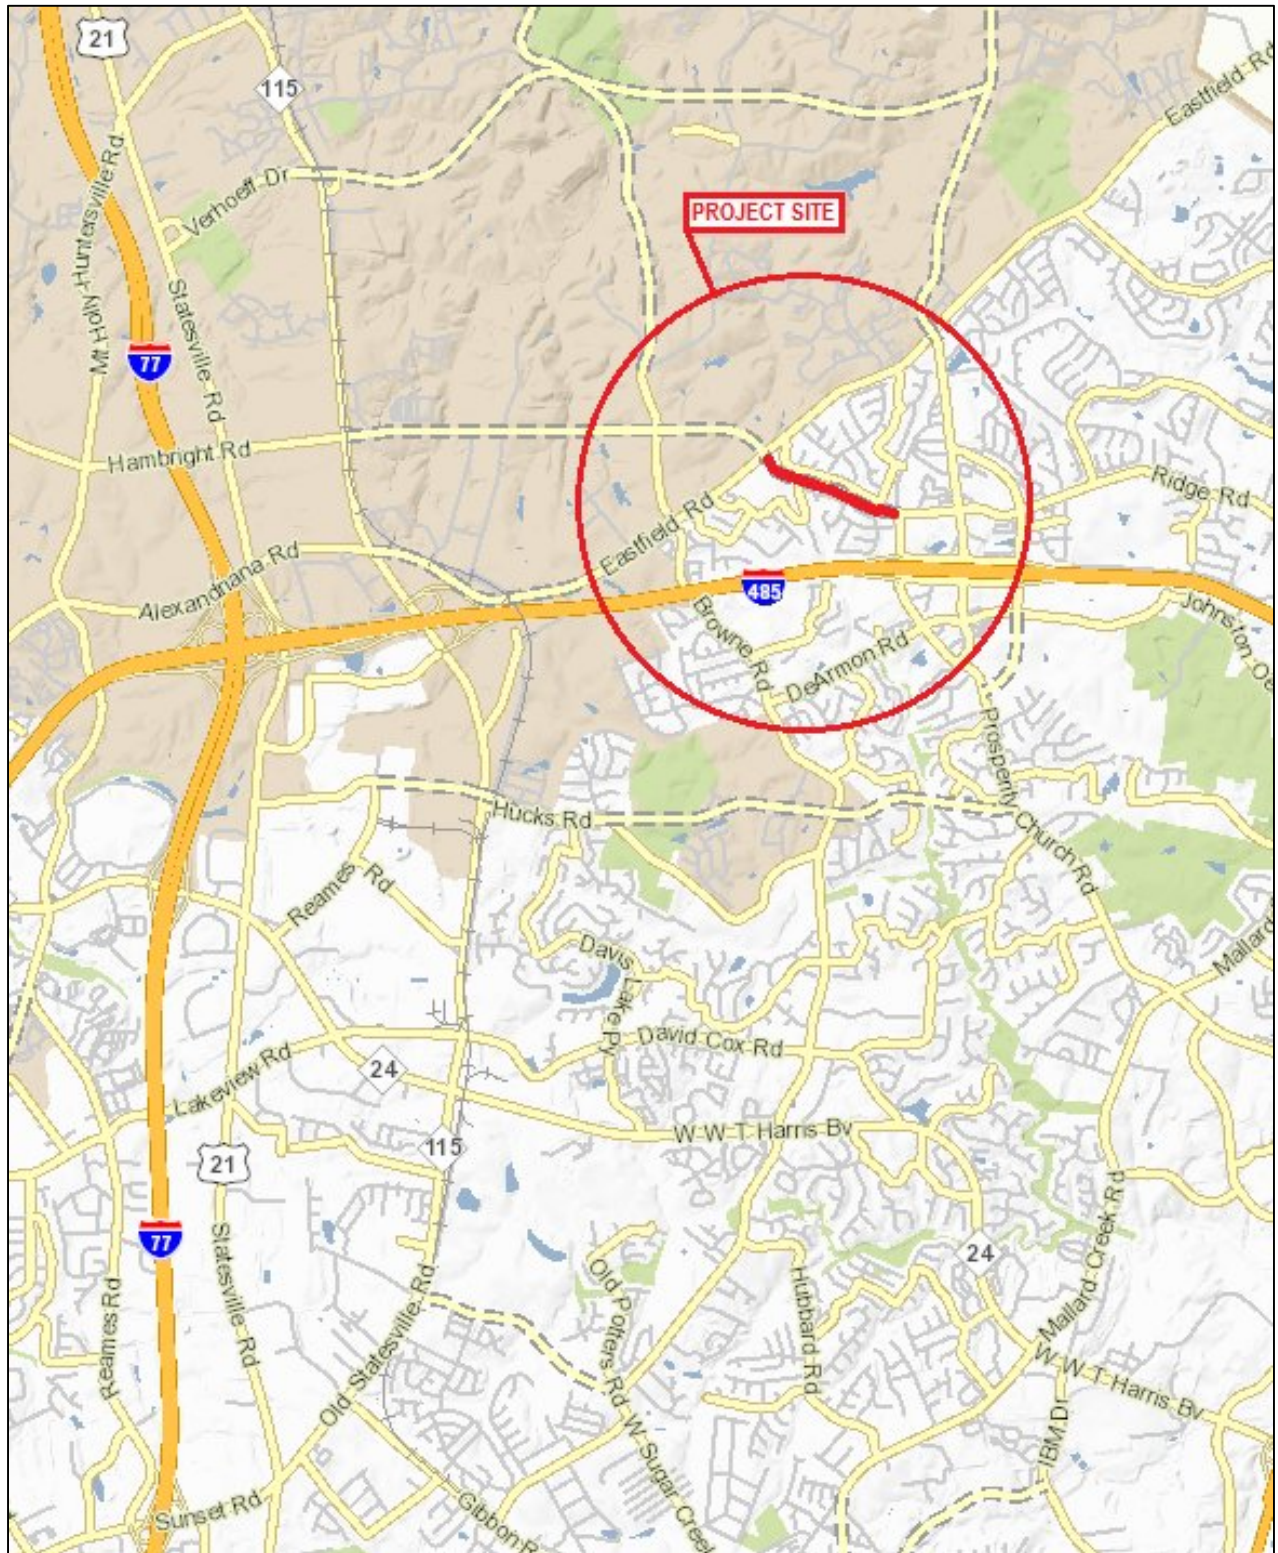 21
115
Eastfield Rd
Mt Holly-Huntersville Rd
Verhoeff Dr
PROJECT SITE
Statesville Rd
77
Hambright Rd
Ridge Rd
Eastfield Rd
Alexandriana Rd
485
Browne Rd
DeArmon Rd
Johnston-Oe
Prosperity Church Rd
Hucks Rd
Reames Rd
Davis Lake Py
Mallard
David Cox Rd
Lakeview Rd
24
W W T Harris Bv
115
21
77
Statesville Rd
Reames Rd
Old Statesville Rd
Old Potters Rd
Hubbard Rd
24
Mallard Creek Rd
W W T Harris Bv
IBM Dr
W Sugar Creek
Gibbon R
Sunset Rd